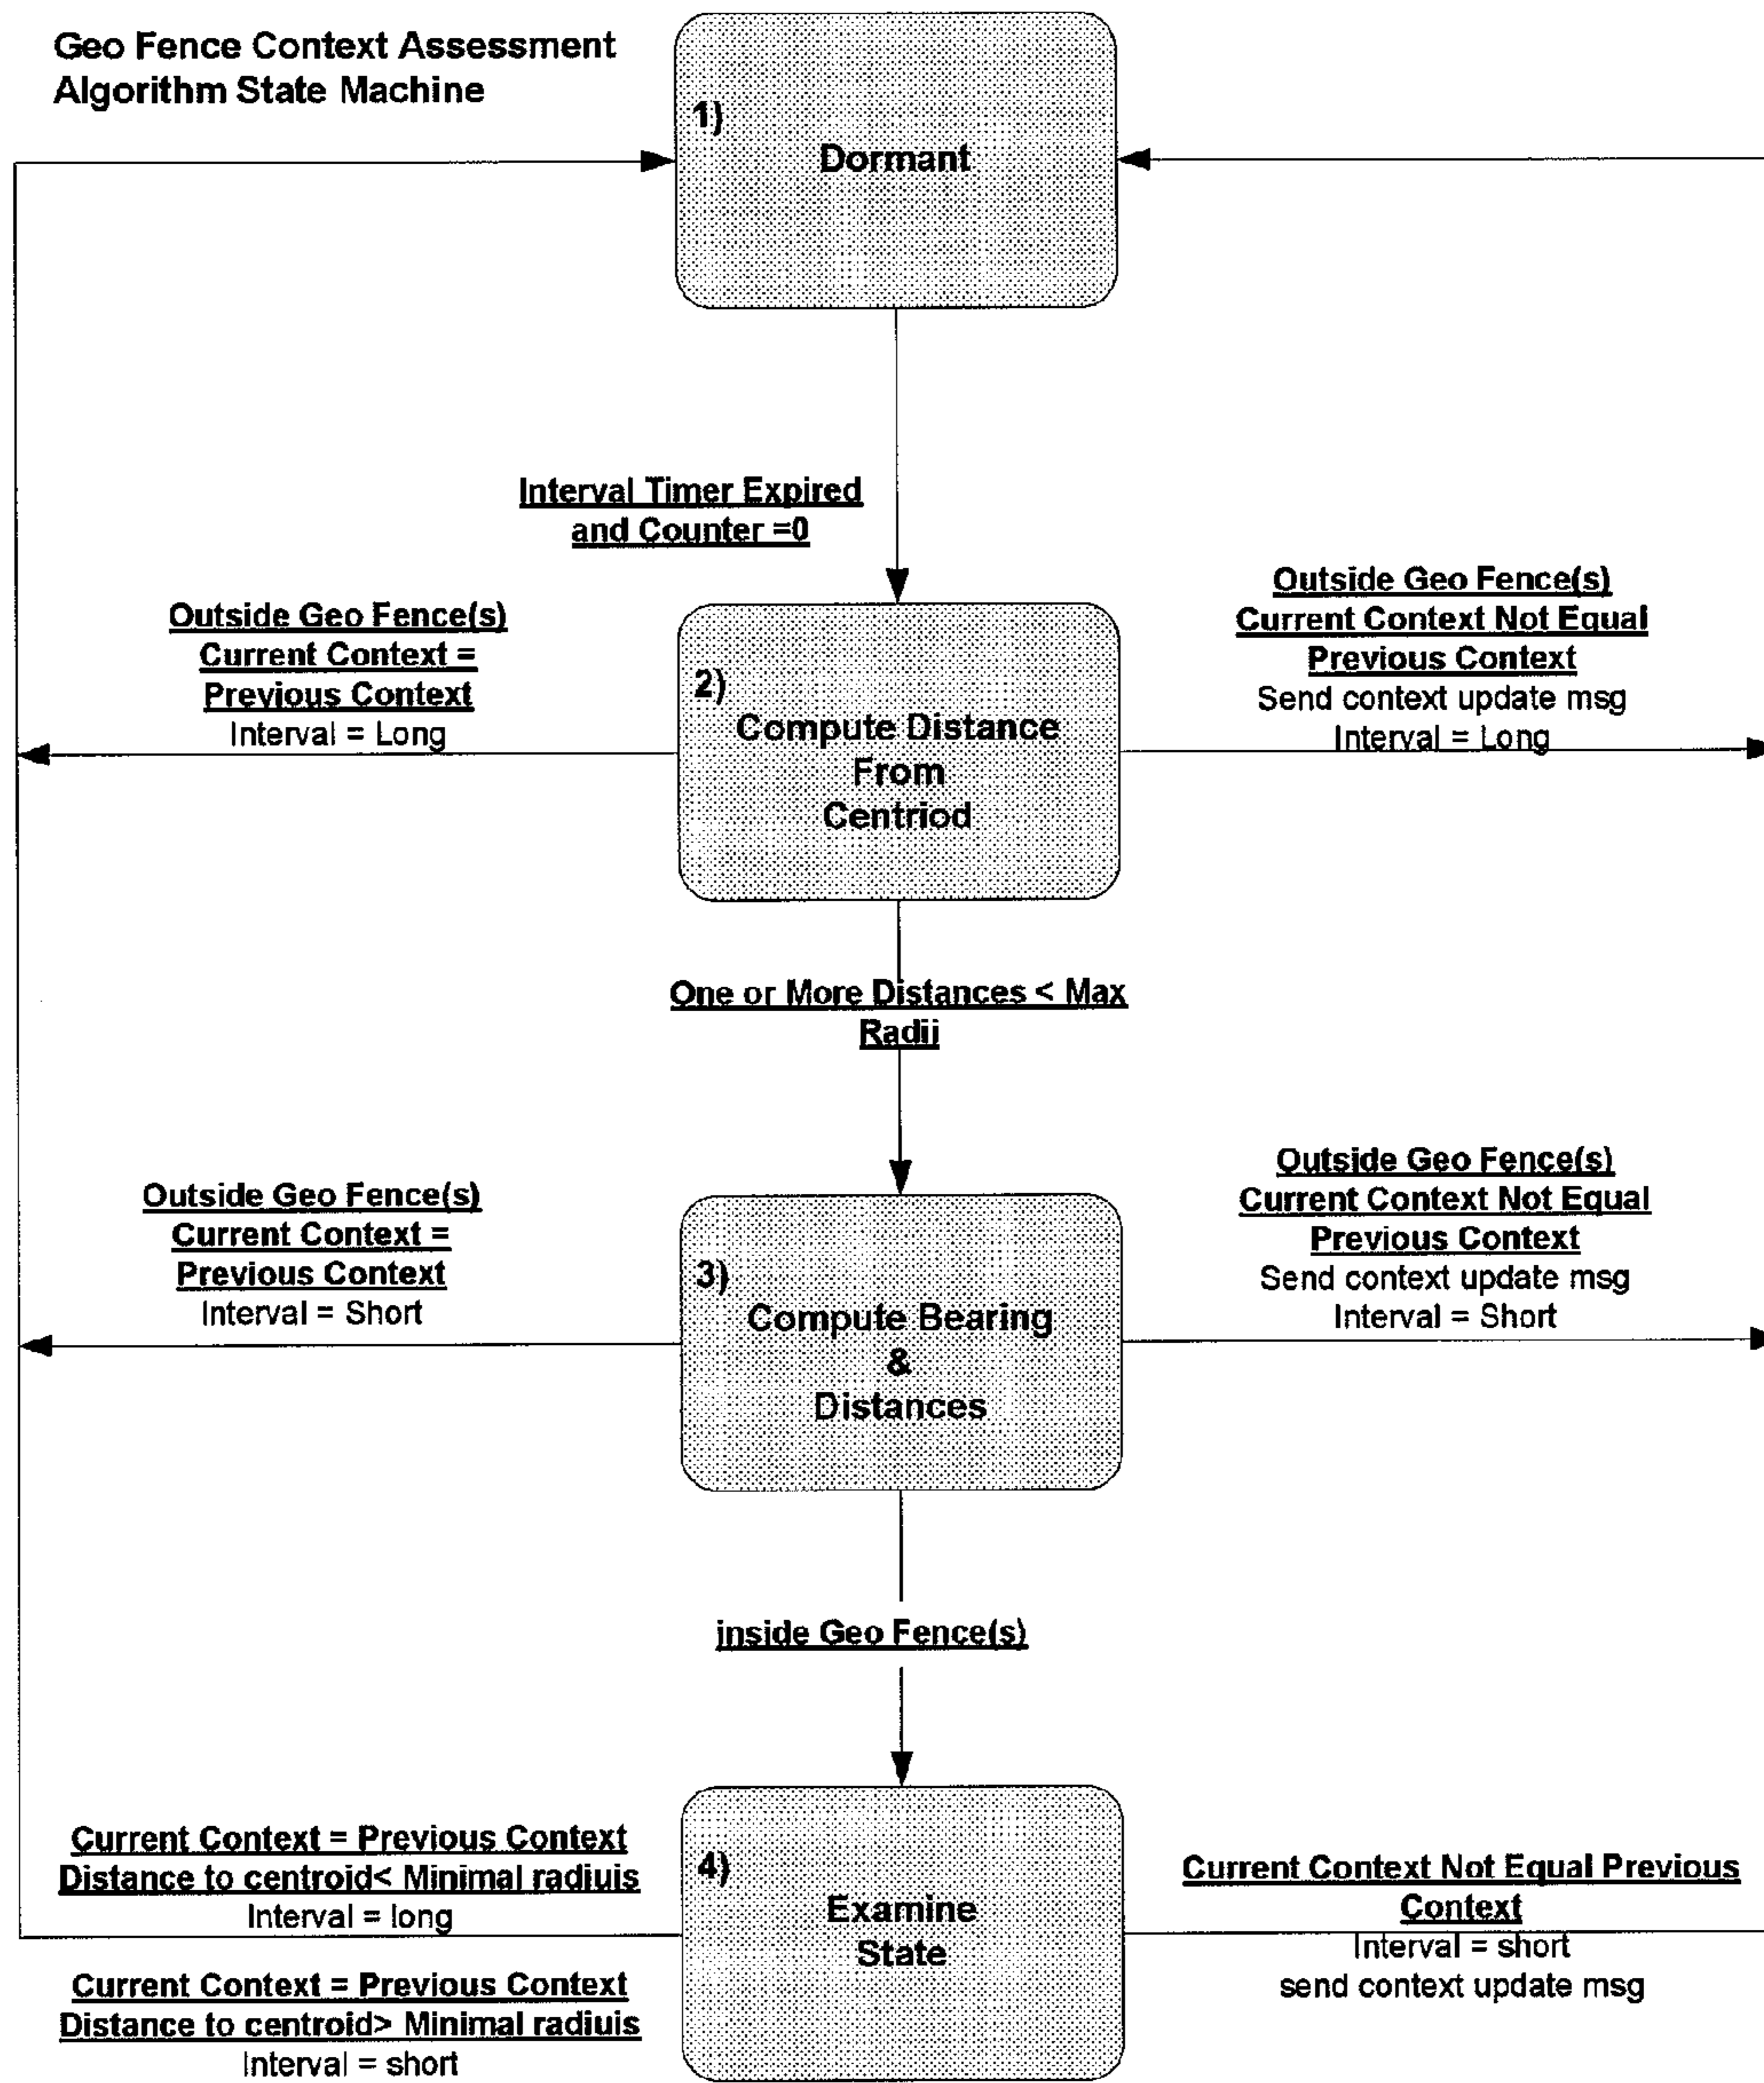 Geo Fence Context Assessment
Algorithm State Machine
1)
Dormant
Interval Timer Expired
and Counter =0
Outside Geo Fence(s)
Current Context =
Previous Context
Interval = Long
2)
Compute Distance
From
Centriod
Outside Geo Fence(s)
Current Context Not Equal
Previous Context
Send context update msg
Interval = Long
One or More Distances < Max
Radii
Outside Geo Fence(s)
Current Context =
Previous Context
Interval = Short
3)
Compute Bearing
&
Distances
Outside Geo Fence(s)
Current Context Not Equal
Previous Context
Send context update msg
Interval = Short
inside Geo Fence(s)
Current Context = Previous Context
Distance to centroid< Minimal radiuis
Interval = long
Current Context = Previous Context
Distance to centroid> Minimal radiuis
Interval = short
4)
Examine
State
Current Context Not Equal Previous
Context
Interval = short
send context update msg